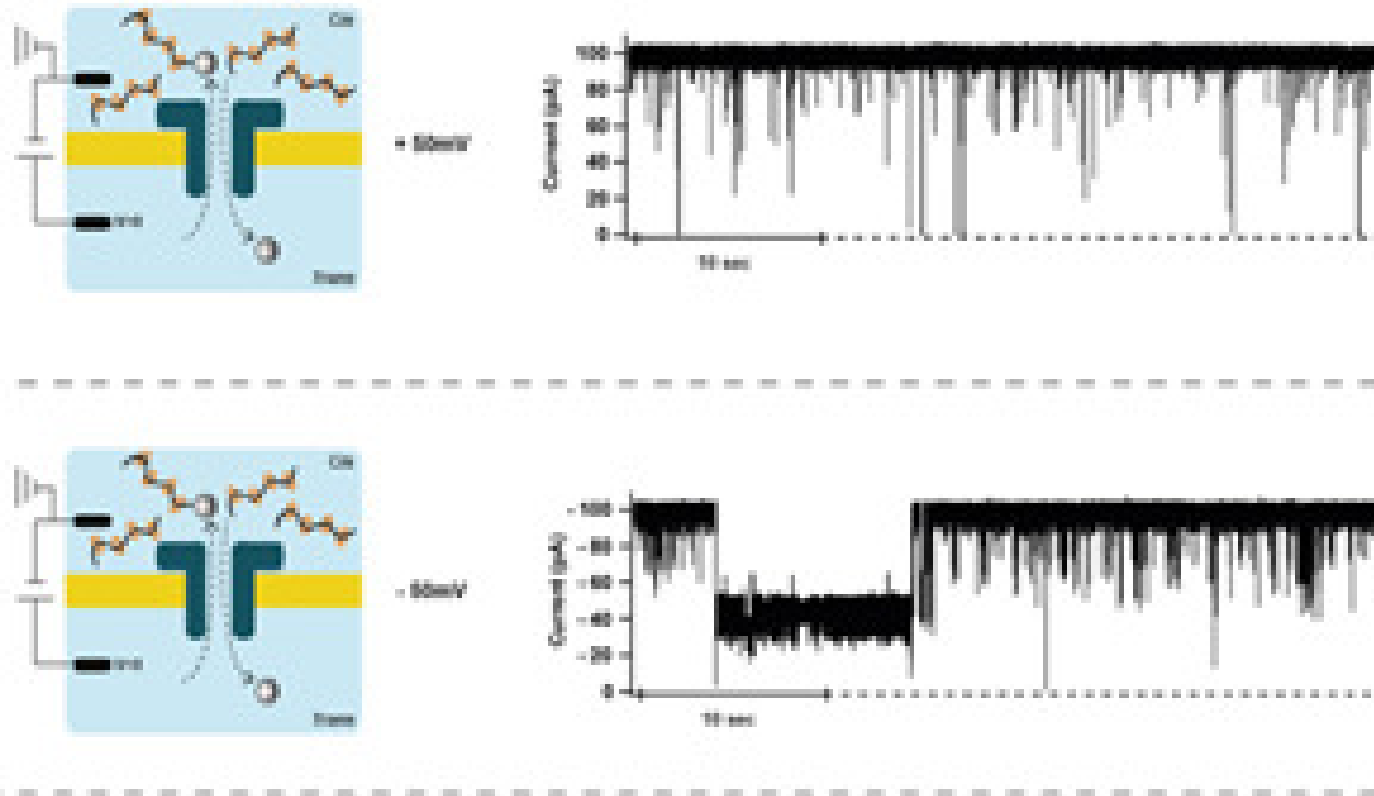 Cis
+ 50mV
Trans
Current (pA)
100
80
60
40
20
0
10 sec
Cis
- 50mV
Trans
Current (pA)
- 100
- 80
- 60
- 40
- 20
0
10 sec